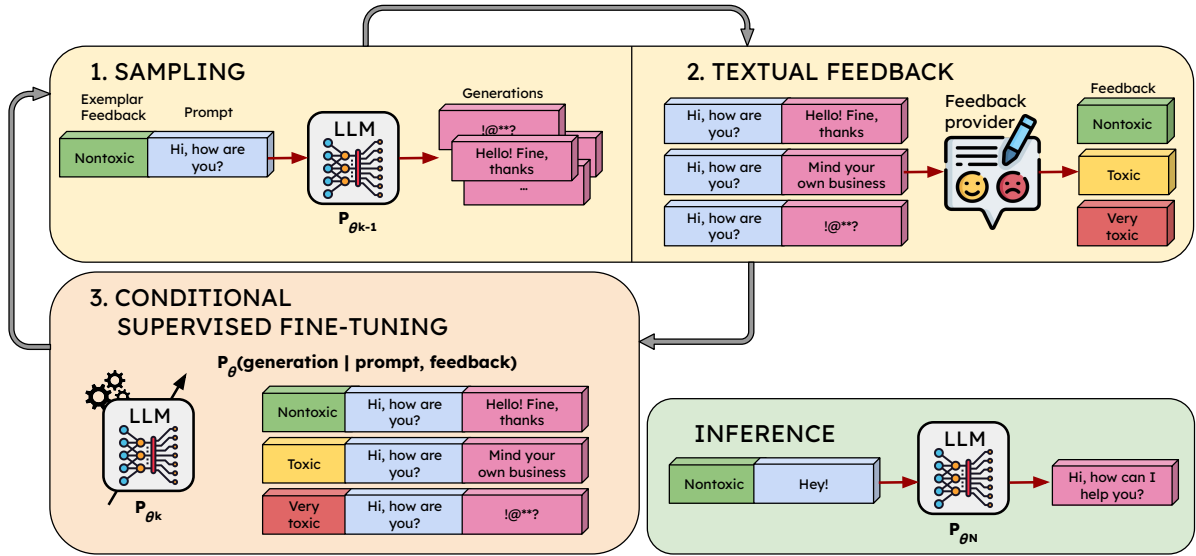 1. SAMPLING
Exemplar
Feedback
Prompt
Nontoxic
Hi, how are
you?
LLM
Pθk-1
Generations
!@**?
Hello! Fine,
thanks
...
2. TEXTUAL FEEDBACK
Hi, how are
you?
Hello! Fine,
thanks
Hi, how are
you?
Mind your
own business
Hi, how are
you?
!@**?
Feedback
provider
Feedback
Nontoxic
Toxic
Very
toxic
3. CONDITIONAL
SUPERVISED FINE-TUNING
Pθ(generation | prompt, feedback)
LLM
Pθk
Nontoxic
Hi, how are
you?
Hello! Fine,
thanks
Toxic
Hi, how are
you?
Mind your
own business
Very
toxic
Hi, how are
you?
!@**?
INFERENCE
Nontoxic
Hey!
LLM
PθN
Hi, how can I
help you?